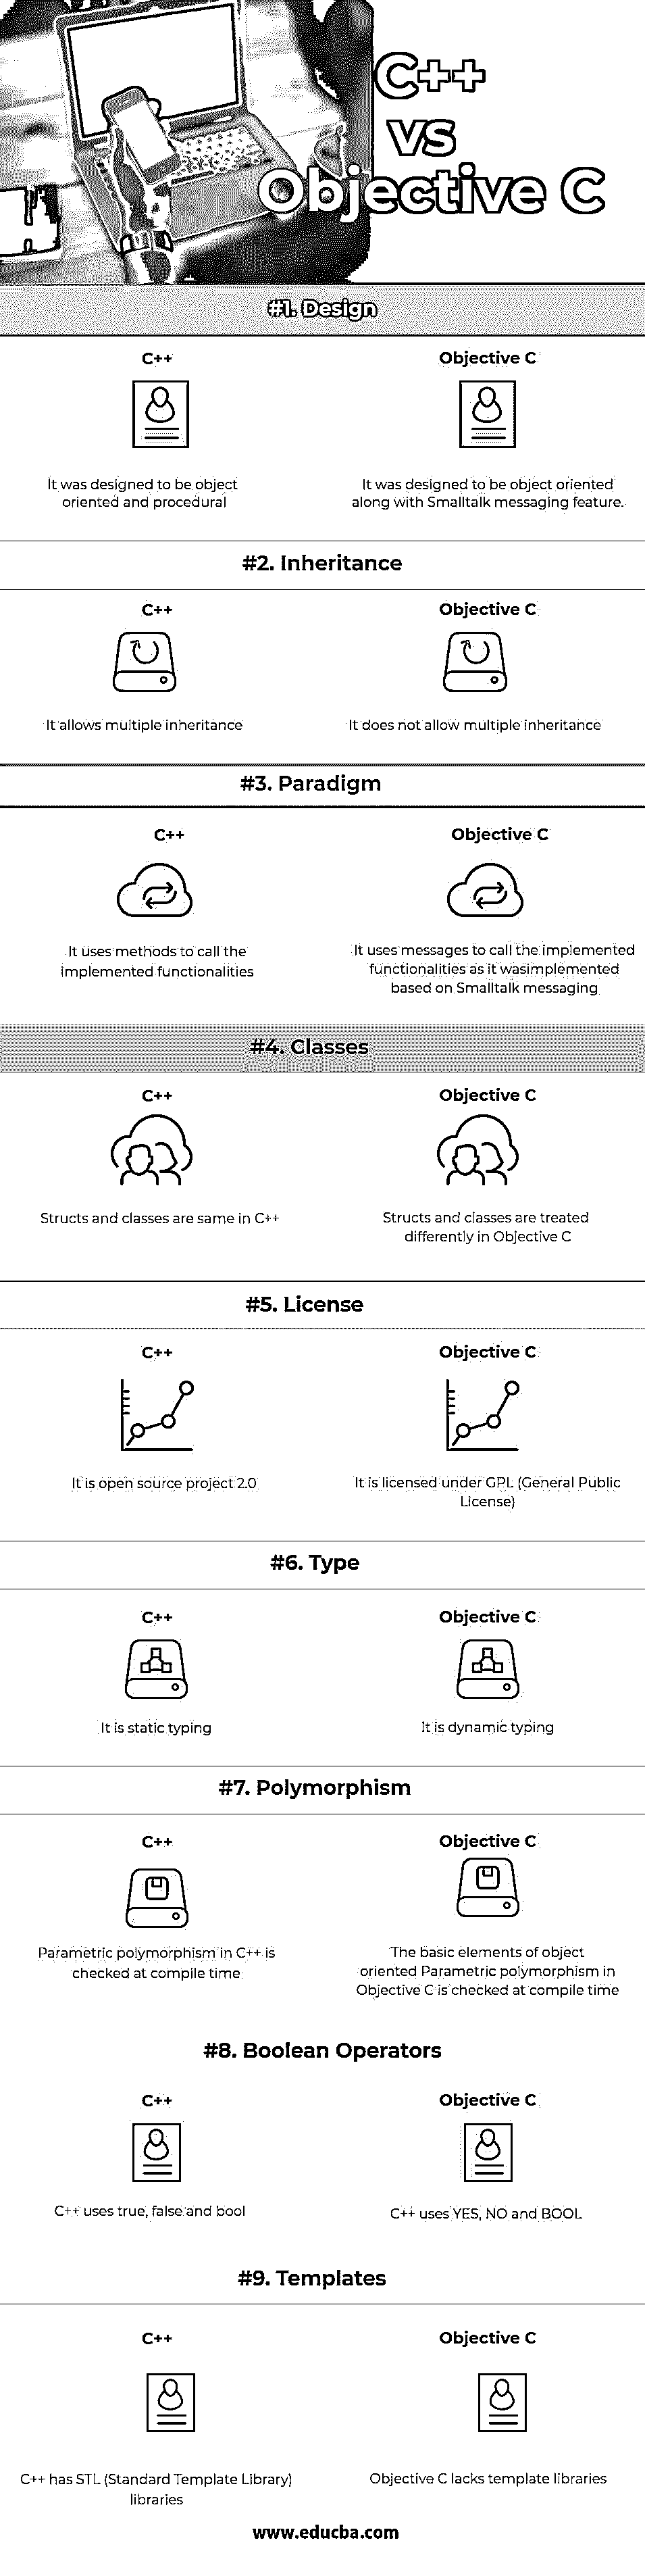 C++
vs
Objective C
#1. Design
C++
Objective C
It was designed to be object
oriented and procedural
It was designed to be object oriented
along with Smalltalk messaging feature.
#2. Inheritance
C++
Objective C
It allows multiple inheritance
It does not allow multiple inheritance
#3. Paradigm
C++
Objective C
It uses methods to call the
implemented functionalities
It uses messages to call the implemented
functionalities as it wasimplemented
based on Smalltalk messaging
#4. Classes
C++
Objective C
Structs and classes are same in C++
Structs and classes are treated
differently in Objective C
#5. License
C++
Objective C
It is open source project 2.0
It is licensed under GPL (General Public
License)
#6. Type
C++
Objective C
It is static typing
It is dynamic typing
#7. Polymorphism
C++
Objective C
Parametric polymorphism in C++ is
checked at compile time
The basic elements of object
oriented Parametric polymorphism in
Objective C is checked at compile time
#8. Boolean Operators
C++
Objective C
C++ uses true, false and bool
C++ uses YES, NO and BOOL
#9. Templates
C++
Objective C
C++ has STL (Standard Template Library)
libraries
Objective C lacks template libraries
www.educba.com